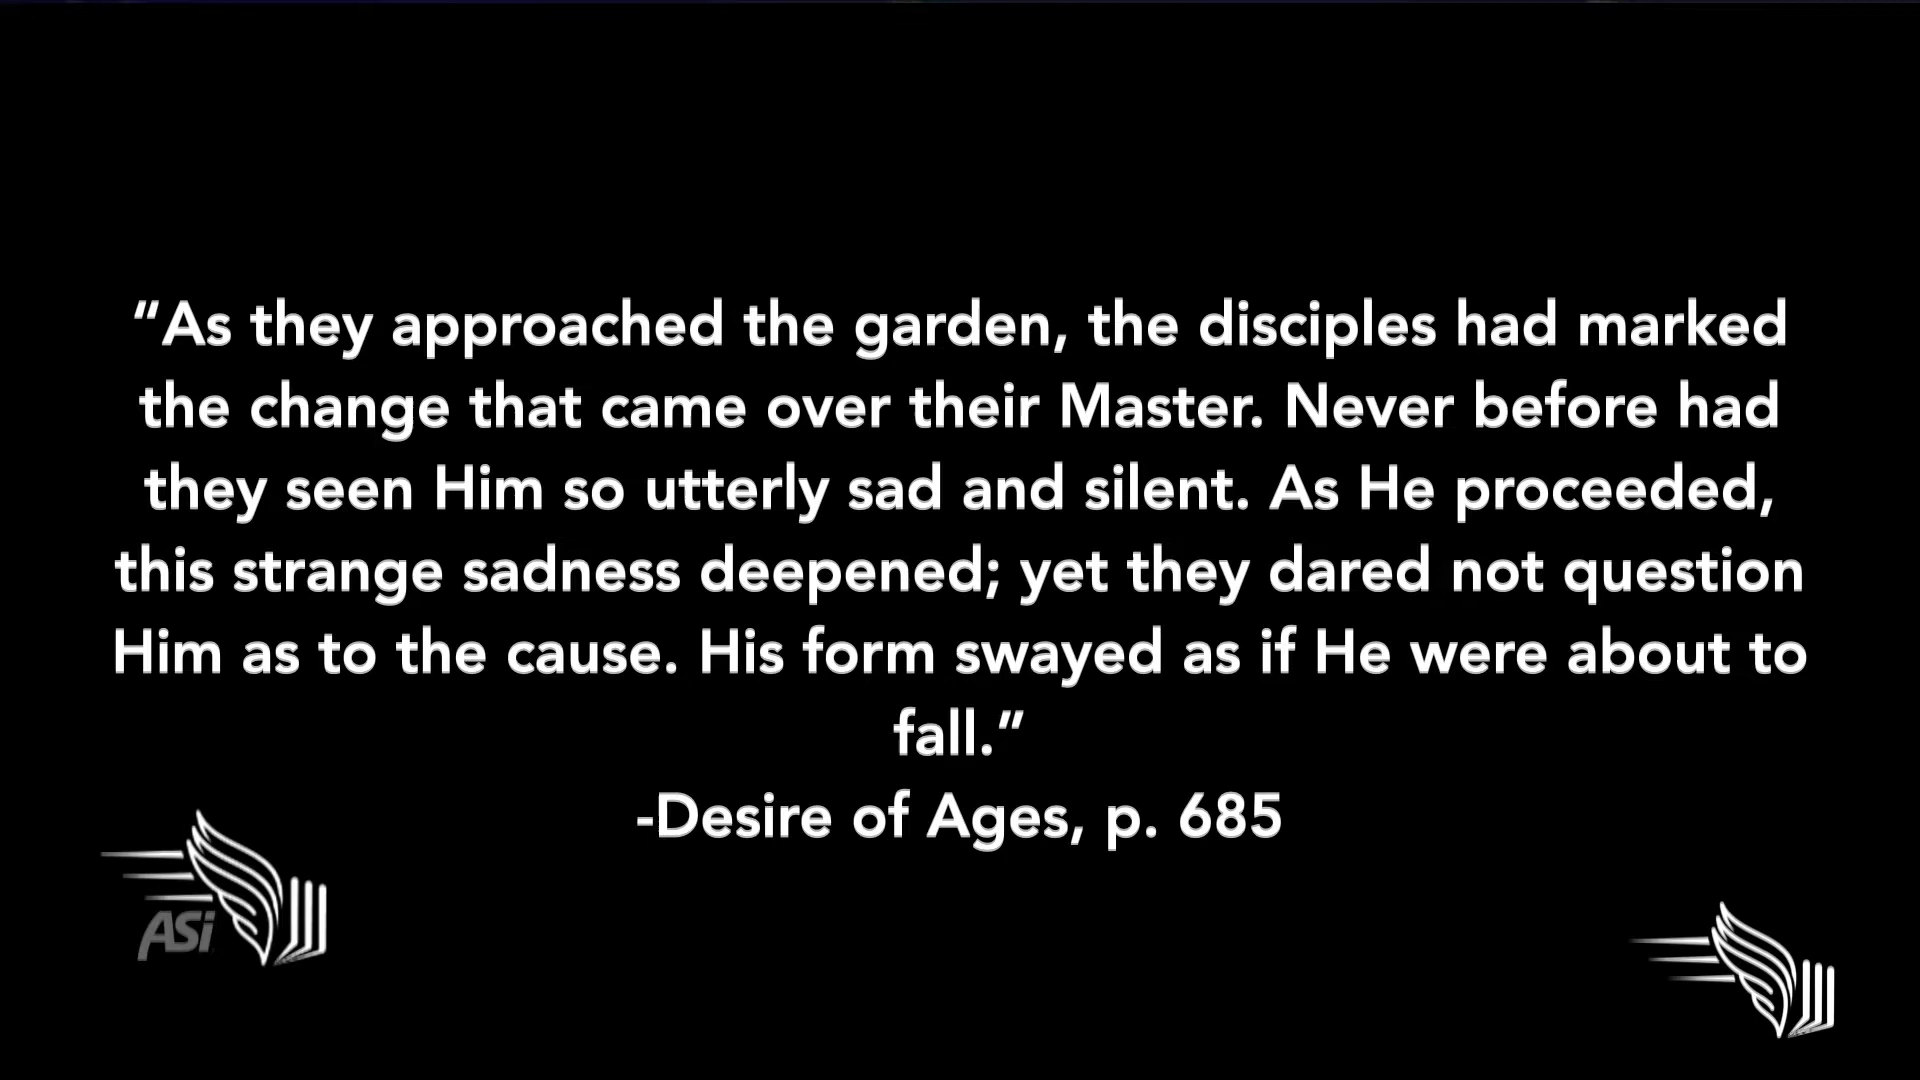 “As they approached the garden, the disciples had marked
the change that came over their Master. Never before had
they seen Him so utterly sad and silent. As He proceeded,
this strange sadness deepened; yet they dared not question
Him as to the cause. His form swayed as if He were about to
fall.”
-Desire of Ages, p. 685
ASi